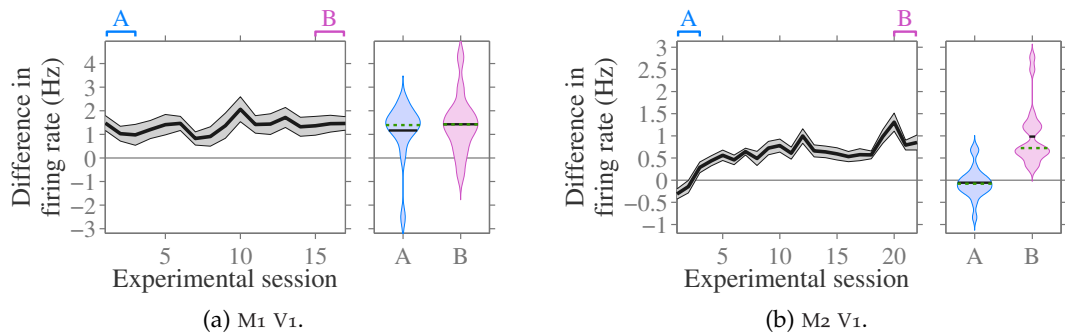 A
B
Difference in
firing rate (Hz)
4
3
2
1
0
−1
−2
−3
5
10
15
Experimental session
A
B
(a) M1 V1.
A
B
Difference in
firing rate (Hz)
3
2.5
2
1.5
1
0.5
0
−0.5
−1
5
10
15
20
Experimental session
A
B
(b) M2 V1.